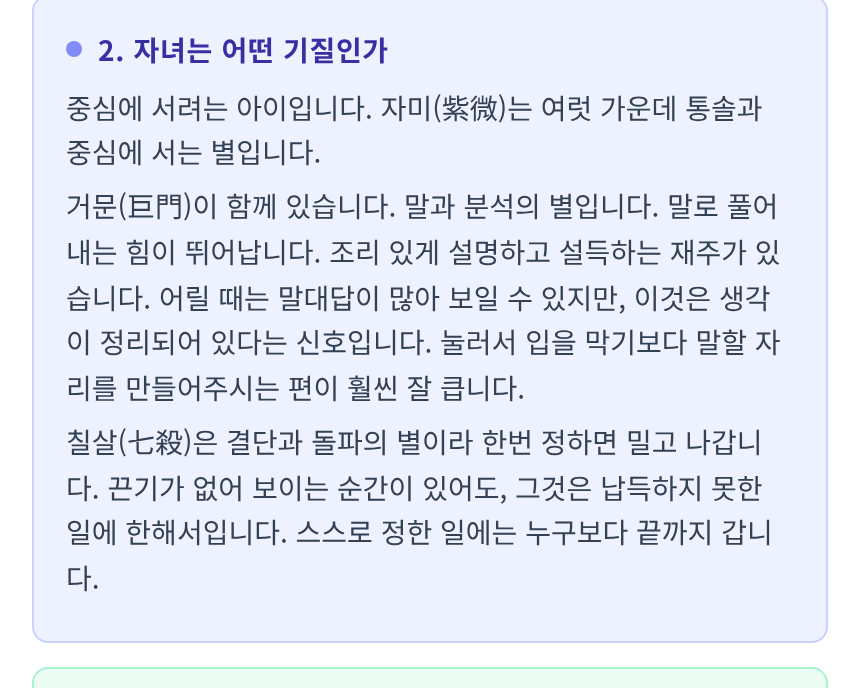 2. 자녀는 어떤 기질인가
중심에 서려는 아이입니다. 자미(紫微)는 여럿 가운데 통솔과
중심에 서는 별입니다.
거문(巨門)이 함께 있습니다. 말과 분석의 별입니다. 말로 풀어
내는 힘이 뛰어납니다. 조리 있게 설명하고 설득하는 재주가 있
습니다. 어릴 때는 말대답이 많아 보일 수 있지만, 이것은 생각
이 정리되어 있다는 신호입니다. 눌러서 입을 막기보다 말할 자
리를 만들어주시는 편이 훨씬 잘 큽니다.
칠살(七殺)은 결단과 돌파의 별이라 한번 정하면 밀고 나갑니
다. 끈기가 없어 보이는 순간이 있어도, 그것은 납득하지 못한
일에 한해서입니다. 스스로 정한 일에는 누구보다 끝까지 갑니
다.